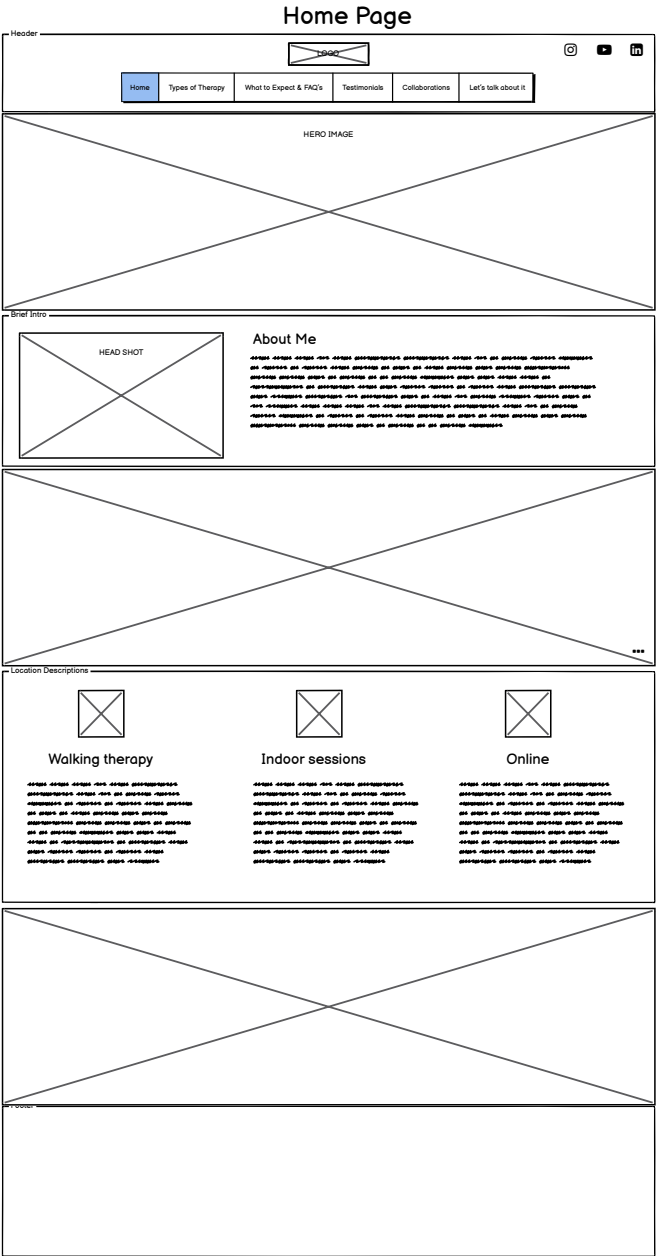 Home Page
Header
LOGO
Home Types of Therapy What to Expect & FAQ's Testimonials Collaborations Let's talk about it
HERO IMAGE
Brief Intro
HEAD SHOT
About Me
Location Descriptions
Walking therapy Indoor sessions Online
Footer